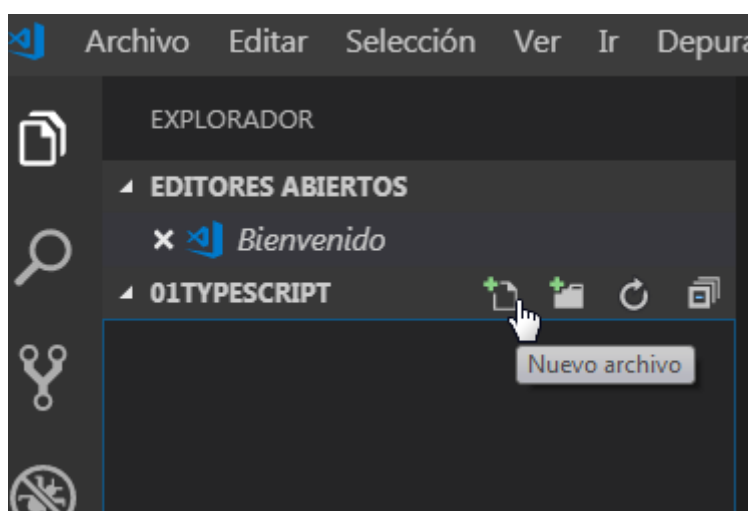 Archivo Editar Selección Ver Ir
EXPLORADOR
EDITORES ABIERTOS
Bienvenido
01TYPESCRIPT
Nuevo archivo